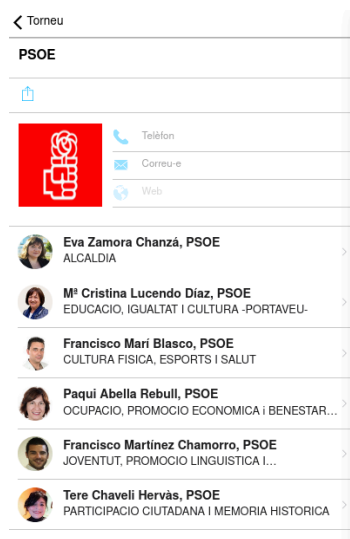 Torneu
PSOE
Telèfon
Correu-e
Web
Eva Zamora Chanzá, PSOE
ALCALDIA
Mª Cristina Lucendo Díaz, PSOE
EDUCACIO, IGUALTAT I CULTURA -PORTAVEU-
Francisco Marí Blasco, PSOE
CULTURA FISICA, ESPORTS I SALUT
Paqui Abella Rebull, PSOE
OCUPACIO, PROMOCIO ECONOMICA i BENESTAR...
Francisco Martínez Chamorro, PSOE
JOVENTUT, PROMOCIO LINGUISTICA I...
Tere Chaveli Hervàs, PSOE
PARTICIPACIO CIUTADANA I MEMORIA HISTORICA